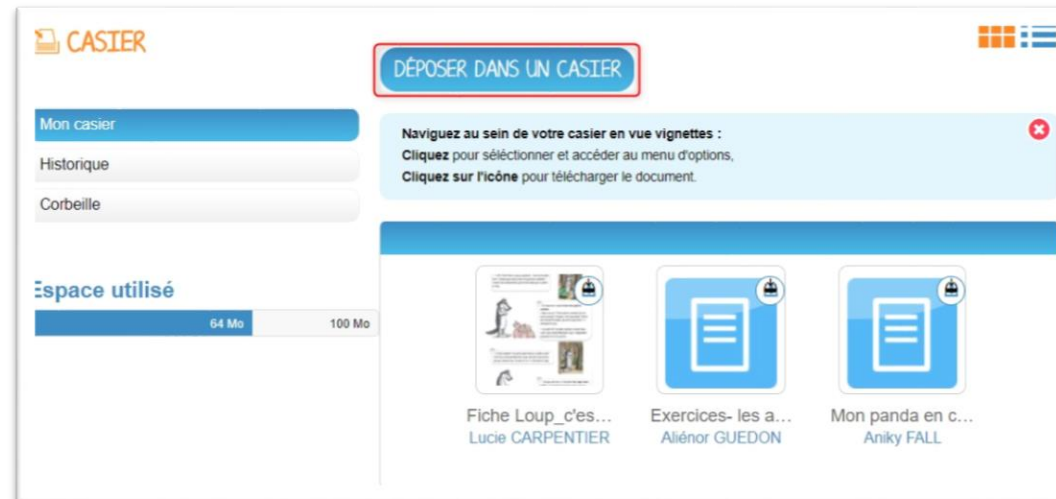 CASIER
DÉPOSER DANS UN CASIER
Mon casier
Historique
Corbeille
Espace utilisé
64 Mo
100 Mo
Naviguez au sein de votre casier en vue vignettes :
Cliquez pour séléctionner et accéder au menu d'options,
Cliquez sur l'icône pour télécharger le document.
Fiche Loup_c'es...
Lucie CARPENTIER
Exercices- les a...
Aliénor GUEDON
Mon panda en c...
Aniky FALL